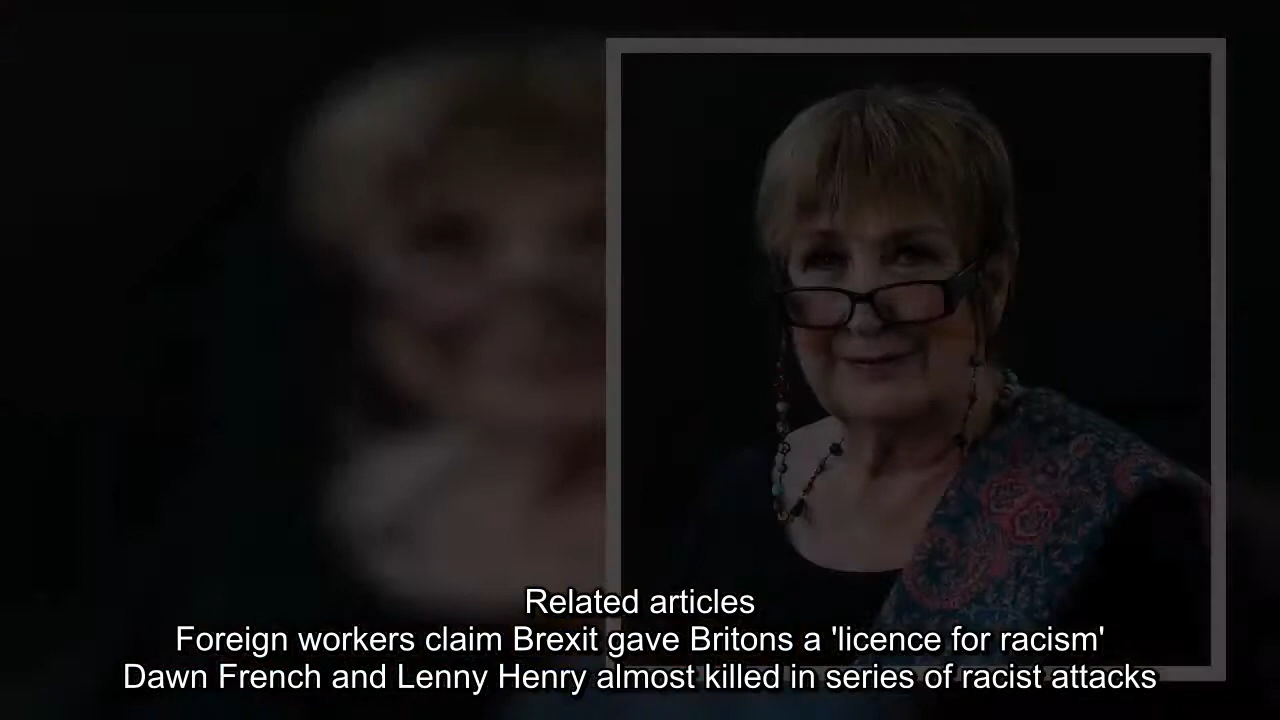 Related articles
Foreign workers claim Brexit gave Britons a 'licence for racism'
Dawn French and Lenny Henry almost killed in series of racist attacks